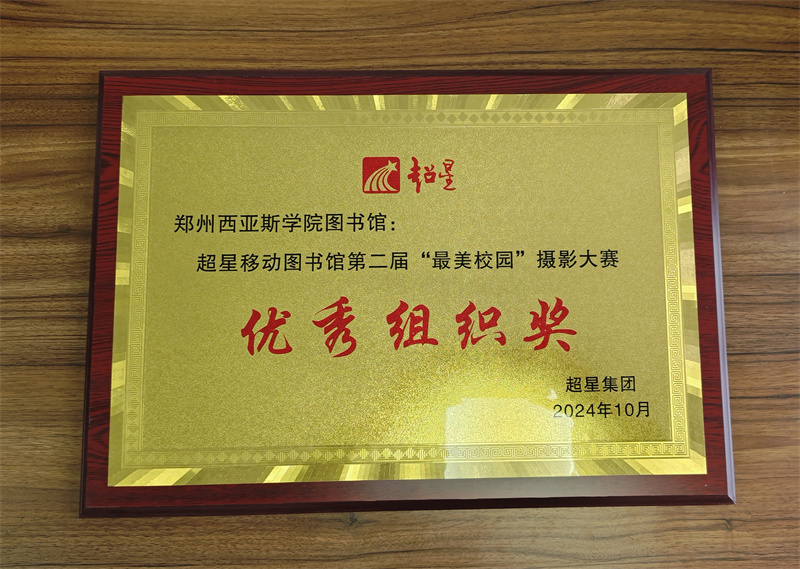 超星
郑州西亚斯学院图书馆：
超星移动图书馆第二届“最美校园”摄影大赛
优秀组织奖
超星集团
2024年10月